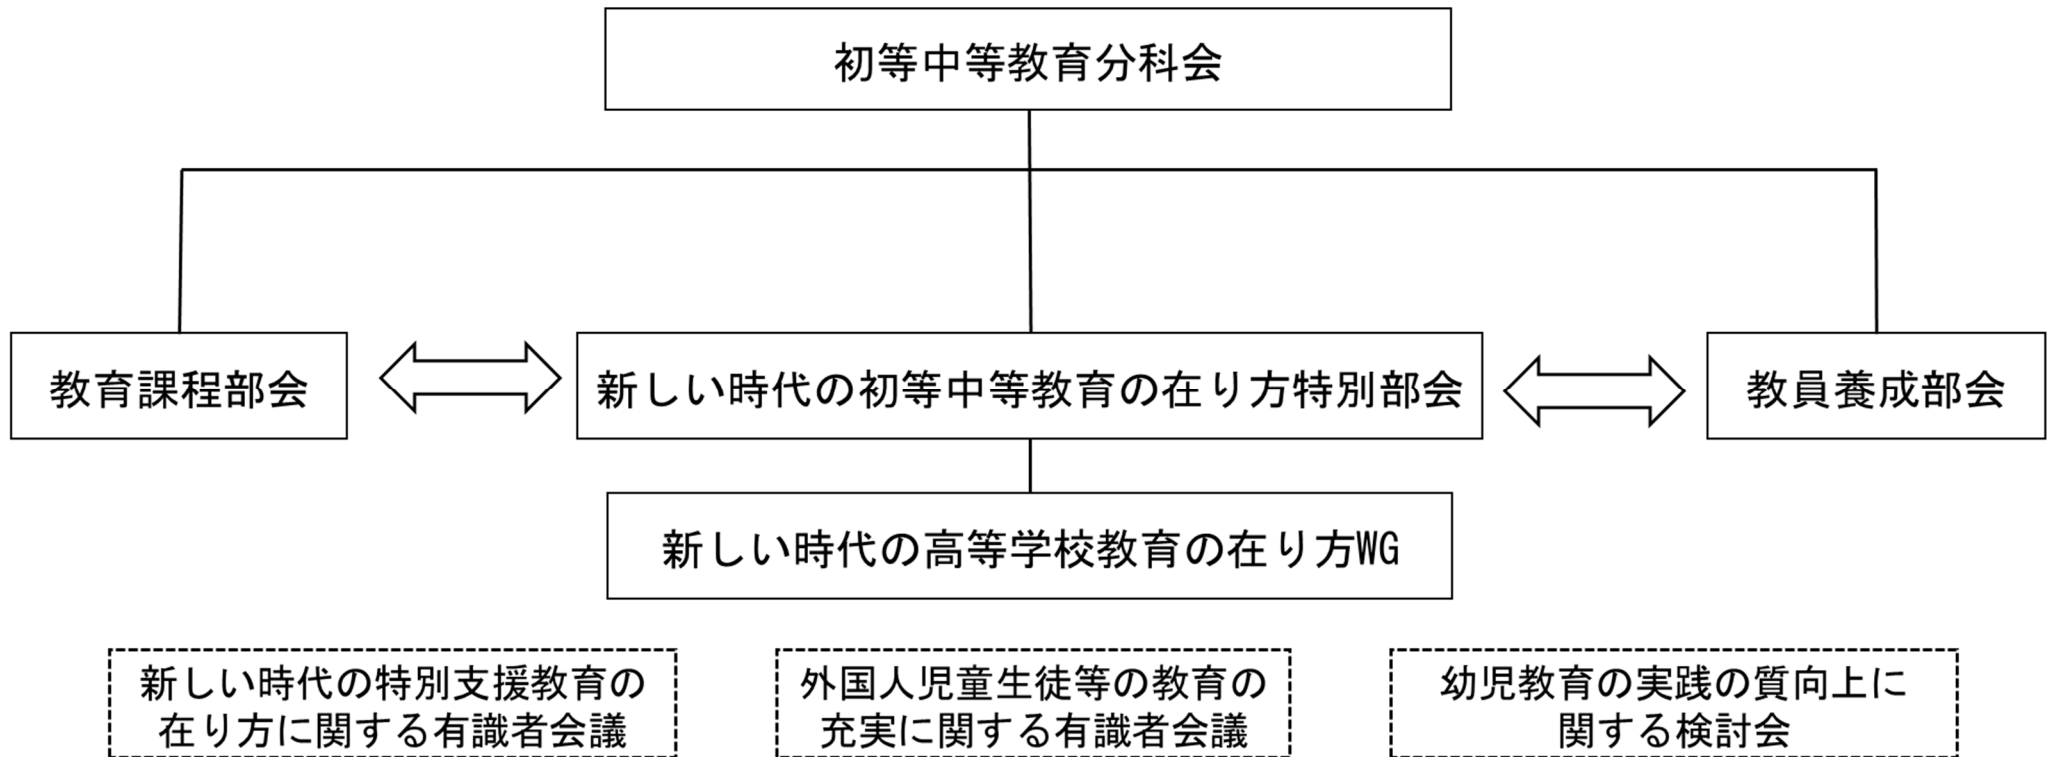 初等中等教育分科会
教育課程部会
新しい時代の初等中等教育の在り方特別部会
教員養成部会
新しい時代の高等学校教育の在り方WG
新しい時代の特別支援教育の
在り方に関する有識者会議
外国人児童生徒等の教育の
充実に関する有識者会議
幼児教育の実践の質向上に
関する検討会